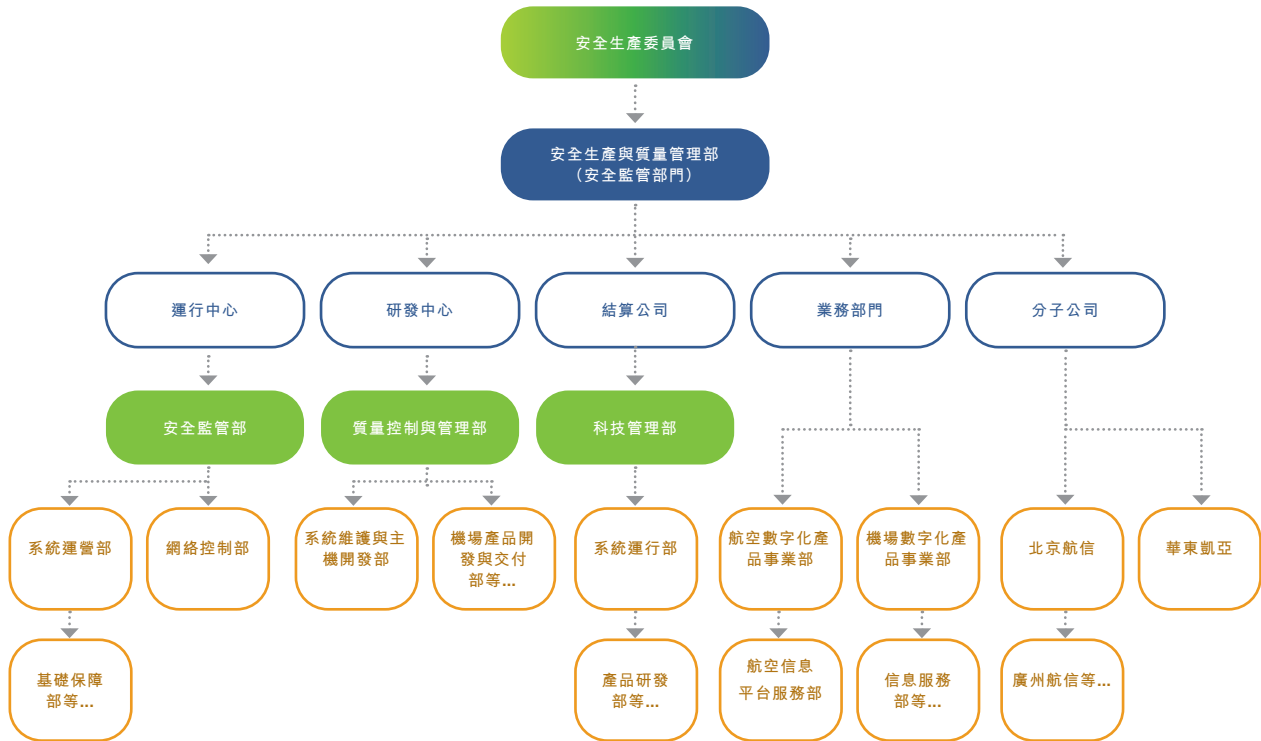 安全生產委員會
安全生產與質量管理部
（安全監管部門）
運行中心
研發中心
結算公司
業務部門
分子公司
安全監管部
質量控制與管理部
科技管理部
系統運營部
網絡控制部
系統維護與主
機開發部
機場產品開
發與交付
部等...
系統運行部
航空數字化產
品事業部
機場數字化產
品事業部
北京航信
華東凱亞
基礎保障
部等...
產品研發
部等...
航空信息
平台服務部
信息服務
部等...
廣州航信等...